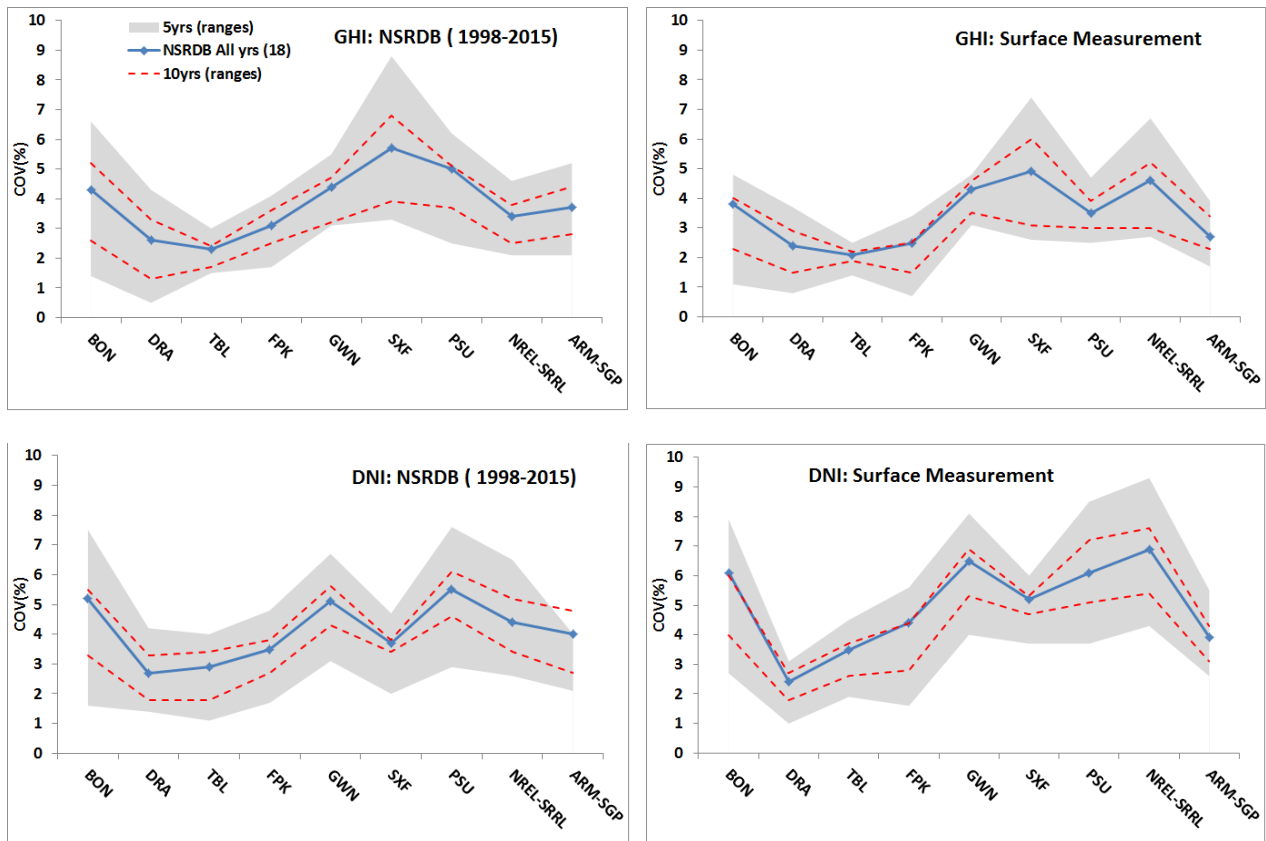 GHI: NSRDB ( 1998-2015)
5yrs (ranges)
NSRDB All yrs (18)
10yrs (ranges)
COV(%)
10
9
8
7
6
5
4
3
2
1
0
BON
DRA
TBL
FPK
GWN
SXF
PSU
NREL-SRRL
ARM-SGP
GHI: Surface Measurement
COV(%)
10
9
8
7
6
5
4
3
2
1
0
BON
DRA
TBL
FPK
GWN
SXF
PSU
NREL-SRRL
ARM-SGP
DNI: NSRDB ( 1998-2015)
COV(%)
10
9
8
7
6
5
4
3
2
1
0
BON
DRA
TBL
FPK
GWN
SXF
PSU
NREL-SRRL
ARM-SGP
DNI: Surface Measurement
COV(%)
10
9
8
7
6
5
4
3
2
1
0
BON
DRA
TBL
FPK
GWN
SXF
PSU
NREL-SRRL
ARM-SGP